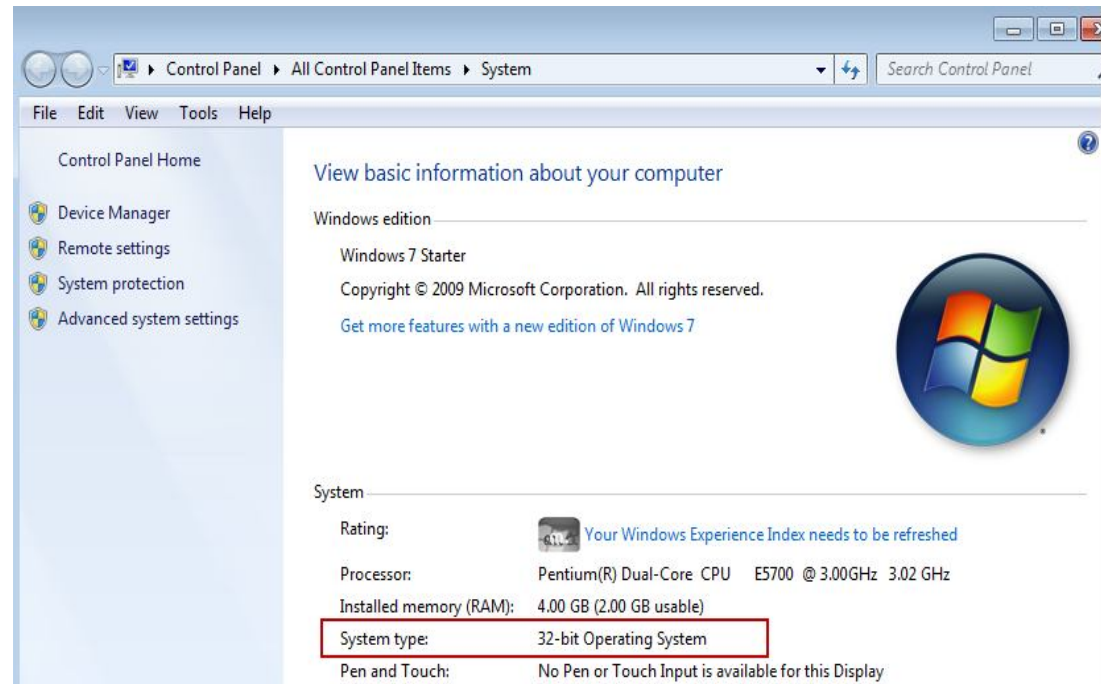 Control Panel ▸ All Control Panel Items ▸ System
Search Control Panel
File Edit View Tools Help
Control Panel Home
Device Manager
Remote settings
System protection
Advanced system settings
View basic information about your computer
Windows edition
Windows 7 Starter
Copyright © 2009 Microsoft Corporation. All rights reserved.
Get more features with a new edition of Windows 7
System
Rating: Your Windows Experience Index needs to be refreshed
Processor: Pentium(R) Dual-Core CPU E5700 @ 3.00GHz 3.02 GHz
Installed memory (RAM): 4.00 GB (2.00 GB usable)
System type: 32-bit Operating System
Pen and Touch: No Pen or Touch Input is available for this Display